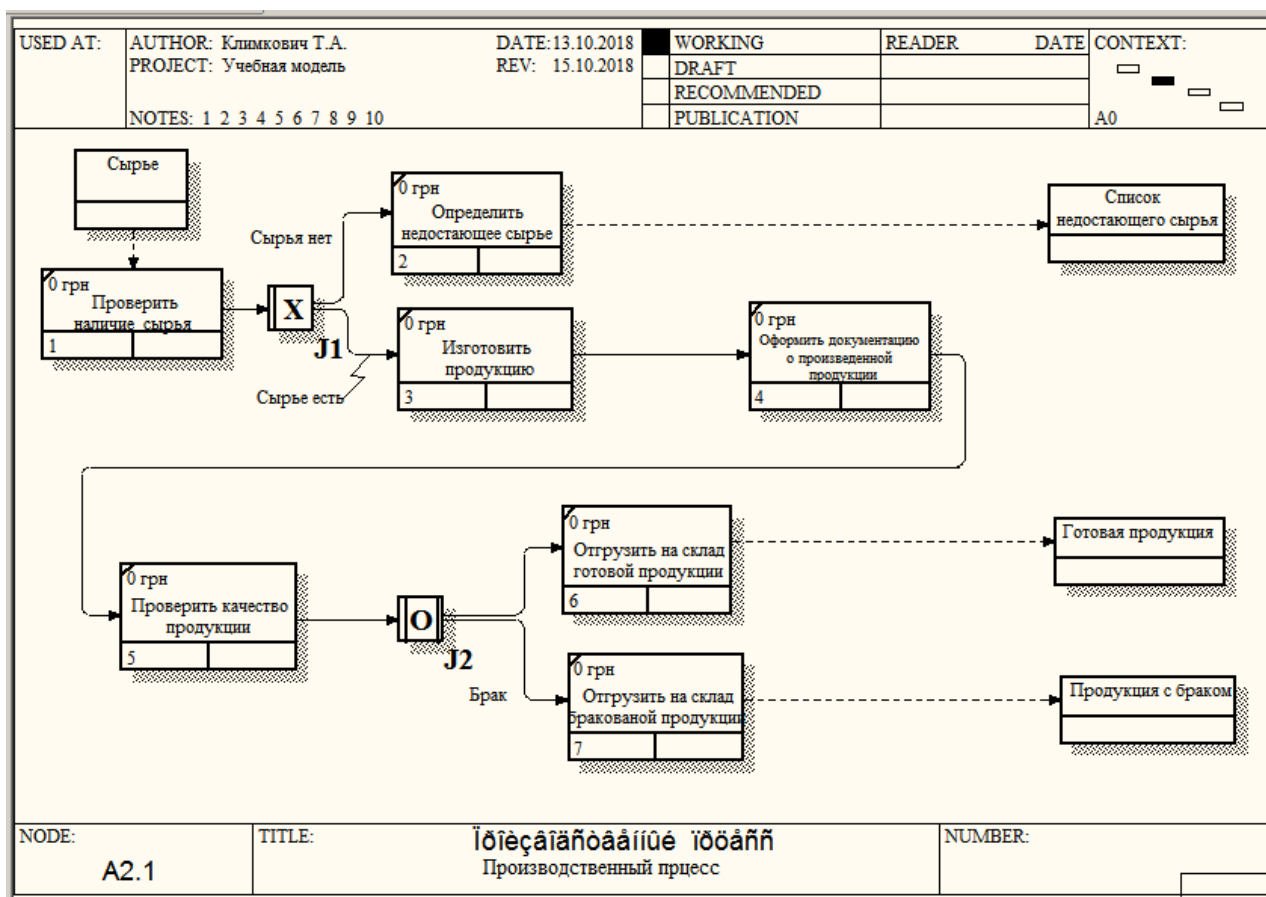 USED AT:
AUTHOR: Климкович Т.А.
DATE:13.10.2018
PROJECT: Учебная модель
REV: 15.10.2018
NOTES: 1 2 3 4 5 6 7 8 9 10
WORKING
DRAFT
RECOMMENDED
PUBLICATION
READER
DATE
CONTEXT:
A0
Сырье
0 грн
Проверить
наличие сырья
1
X
J1
Сырья нет
Сырье есть
0 грн
Определить
недостающее сырье
2
Список
недостающего сырья
0 грн
Изготовить
продукцию
3
0 грн
Оформить документацию
о произведенной
продукции
4
0 грн
Проверить качество
продукции
5
O
J2
Брак
0 грн
Отгрузить на склад
готовой продукции
6
Готовая продукция
0 грн
Отгрузить на склад
бракованой продукции
7
Продукция с браком
NODE:
A2.1
TITLE:
Ïðîèçâîäñòâåííûé ïðöåññ
Производственный прцесс
NUMBER: